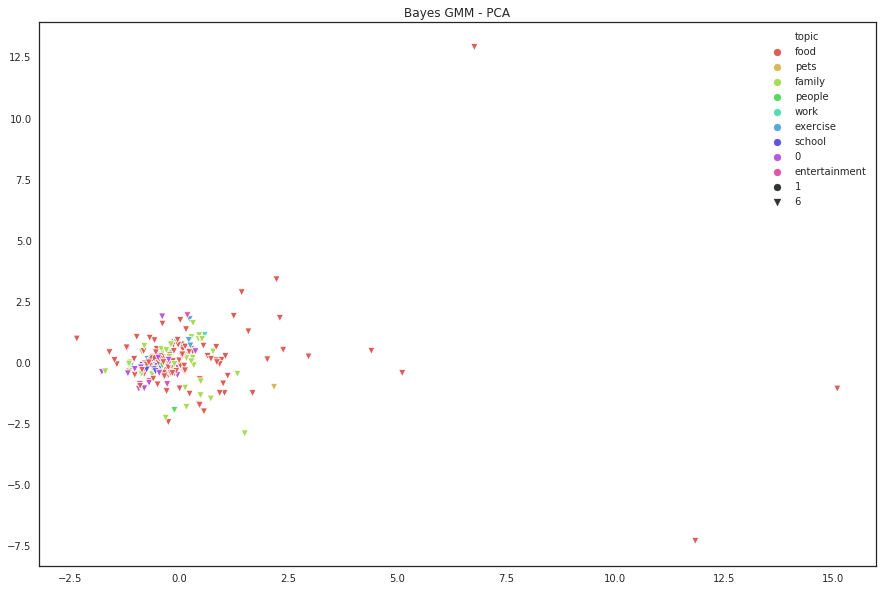 Bayes GMM - PCA
topic
food
pets
family
people
work
exercise
school
0
entertainment
1
6
12.5
10.0
7.5
5.0
2.5
0.0
−2.5
−5.0
−7.5
−2.5 0.0 2.5 5.0 7.5 10.0 12.5 15.0